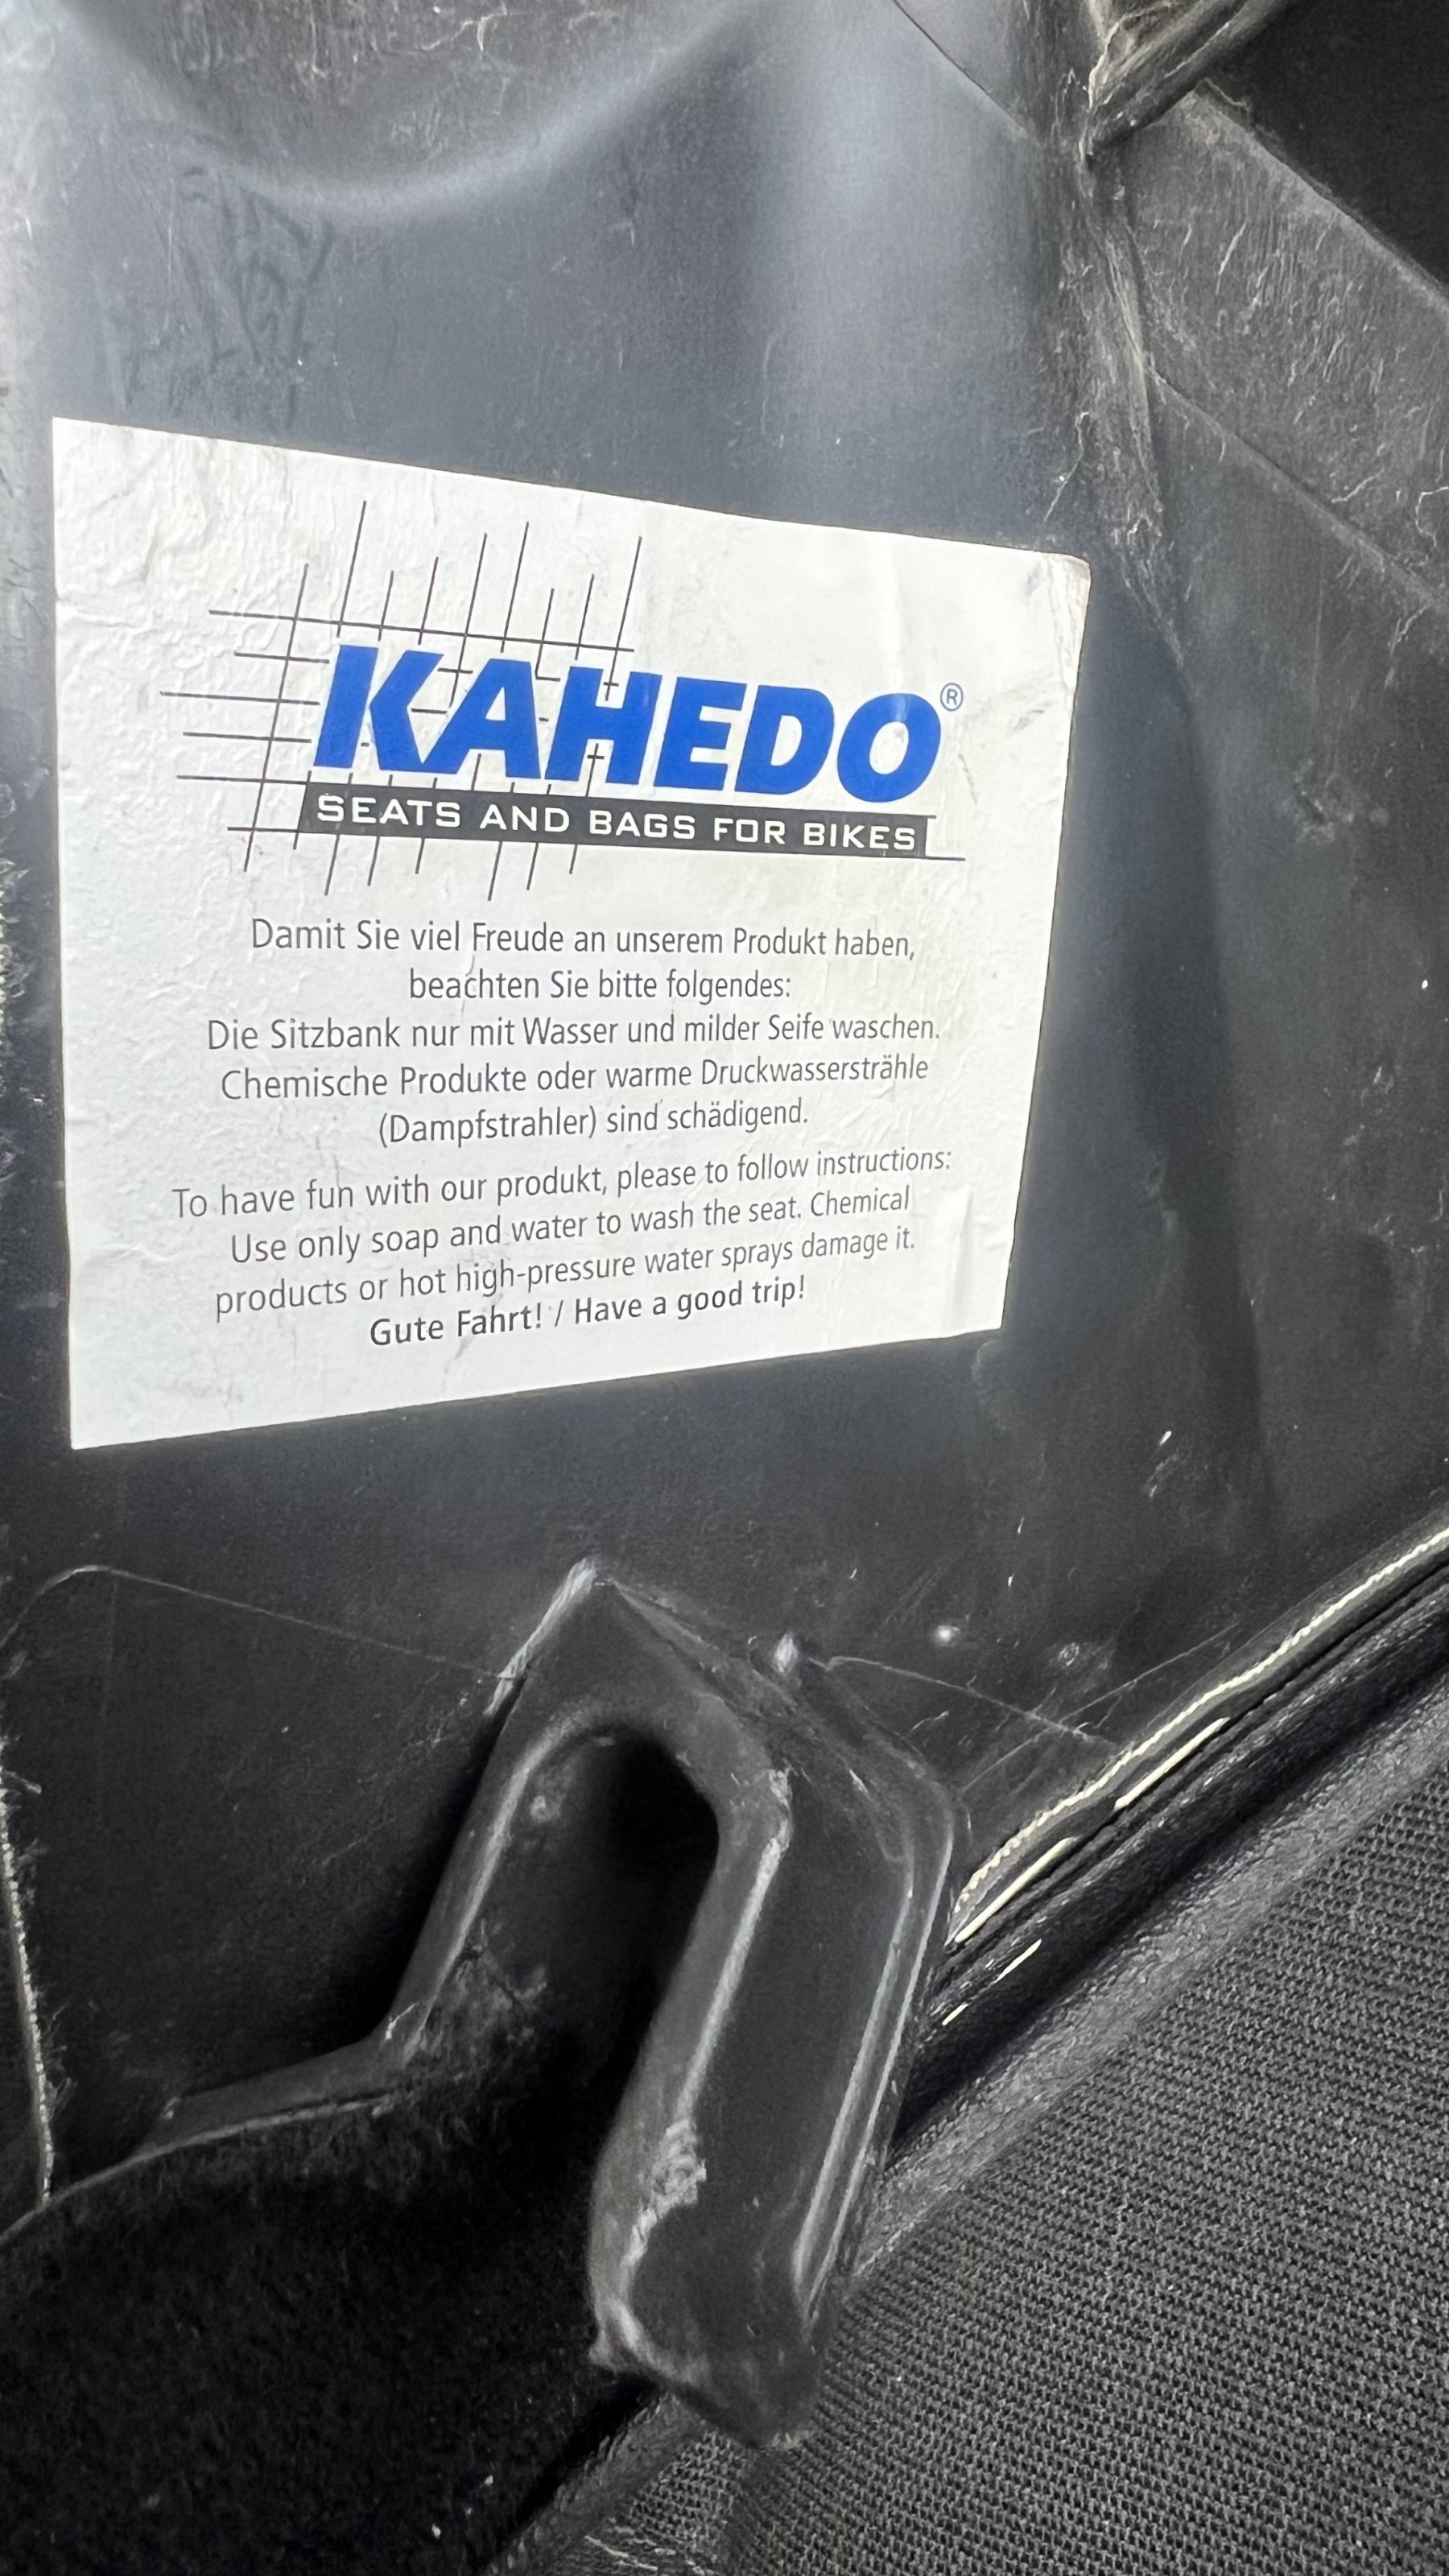 KAHEDO®
SEATS AND BAGS FOR BIKES
Damit Sie viel Freude an unserem Produkt haben,
beachten Sie bitte folgendes:
Die Sitzbank nur mit Wasser und milder Seife waschen.
Chemische Produkte oder warme Druckwassersträhle
(Dampfstrahler) sind schädigend.
To have fun with our produkt, please to follow instructions:
Use only soap and water to wash the seat. Chemical
products or hot high-pressure water sprays damage it.
Gute Fahrt! / Have a good trip!